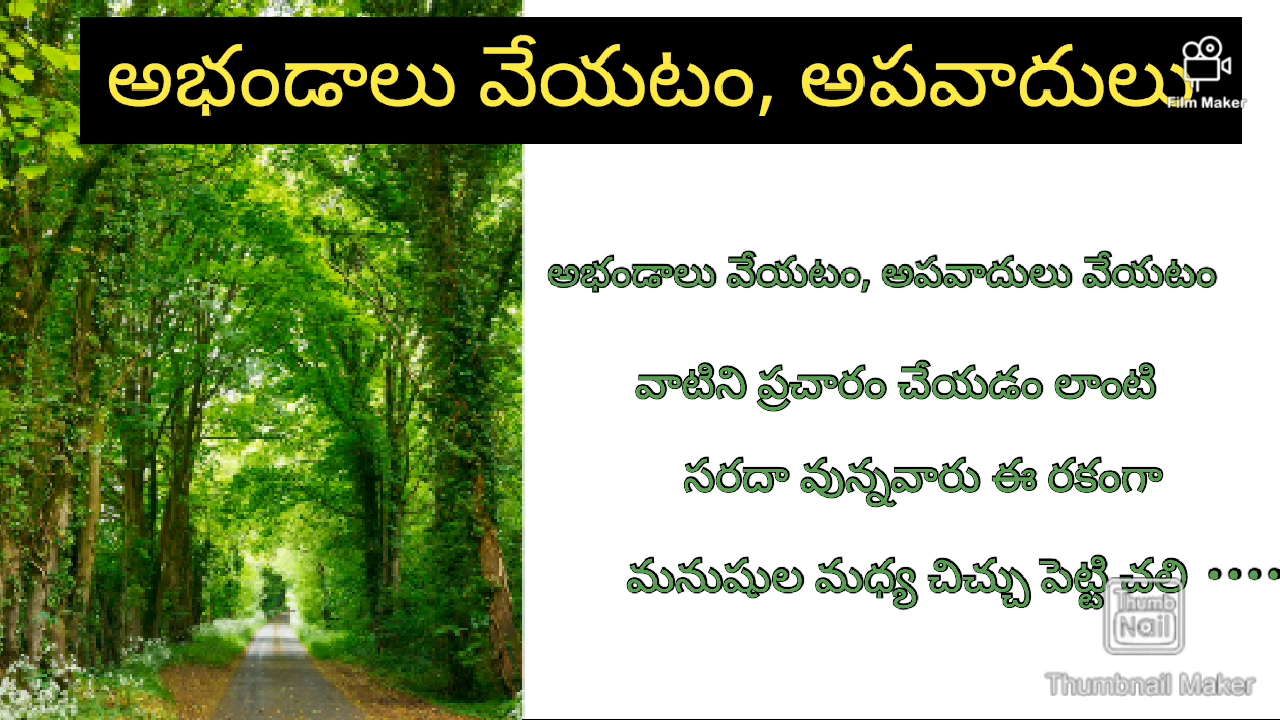 అభండాలు వేయటం, అపవాదులు
Film Maker
అభండాలు వేయటం, అపవాదులు వేయటం
వాటిని ప్రచారం చేయడం లాంటి
సరదా వున్నవారు ఈ రకంగా
మనుషుల మధ్య చిచ్చు పెట్టి చలి ....
Thumb
Nail
Thumbnail Maker